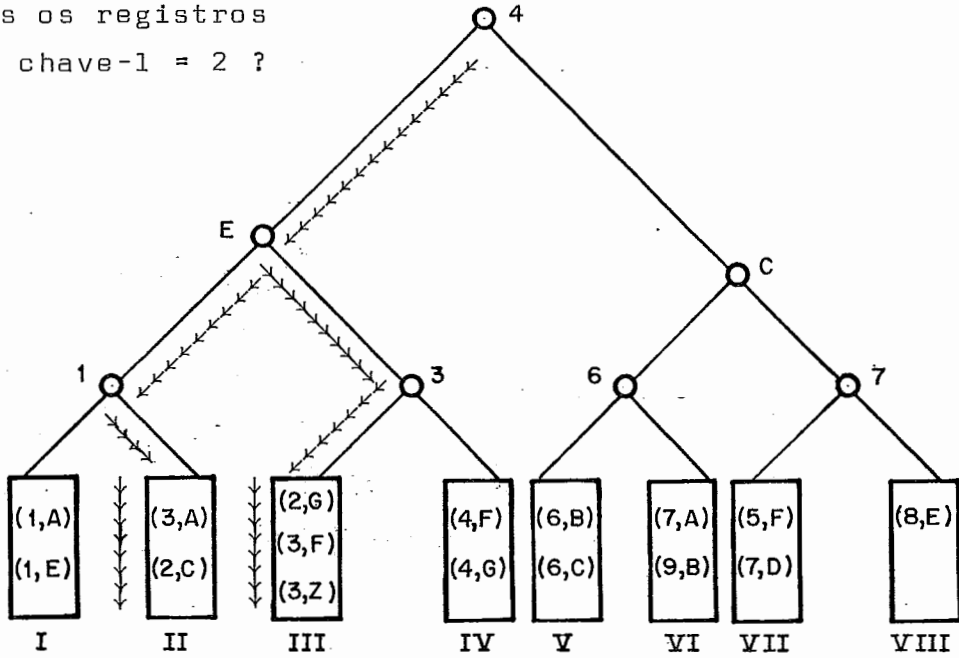 s os registros
4
chave-1 = 2 ?
E
C
1
3
6
7
(1,A)
(1,E)
(3,A)
(2,C)
(2,G)
(3,F)
(3,Z)
(4,F)
(4,G)
(6,B)
(6,C)
(7,A)
(9,B)
(5,F)
(7,D)
(8,E)
I
II
III
IV
V
VI
VII
VIII